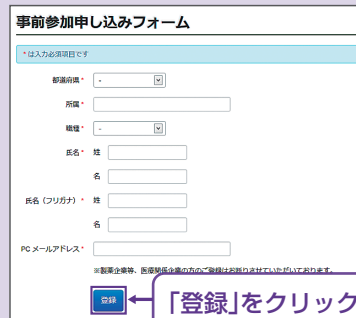 事前参加申し込みフォーム
*は入力必須項目です
都道府県* -
所属*
職種* -
氏名* 姓
名
氏名（フリガナ）* 姓
名
PC メールアドレス*
※製薬企業等、医療関係企業の方のご登録はお断りさせていただいております。
登録
「登録」をクリック